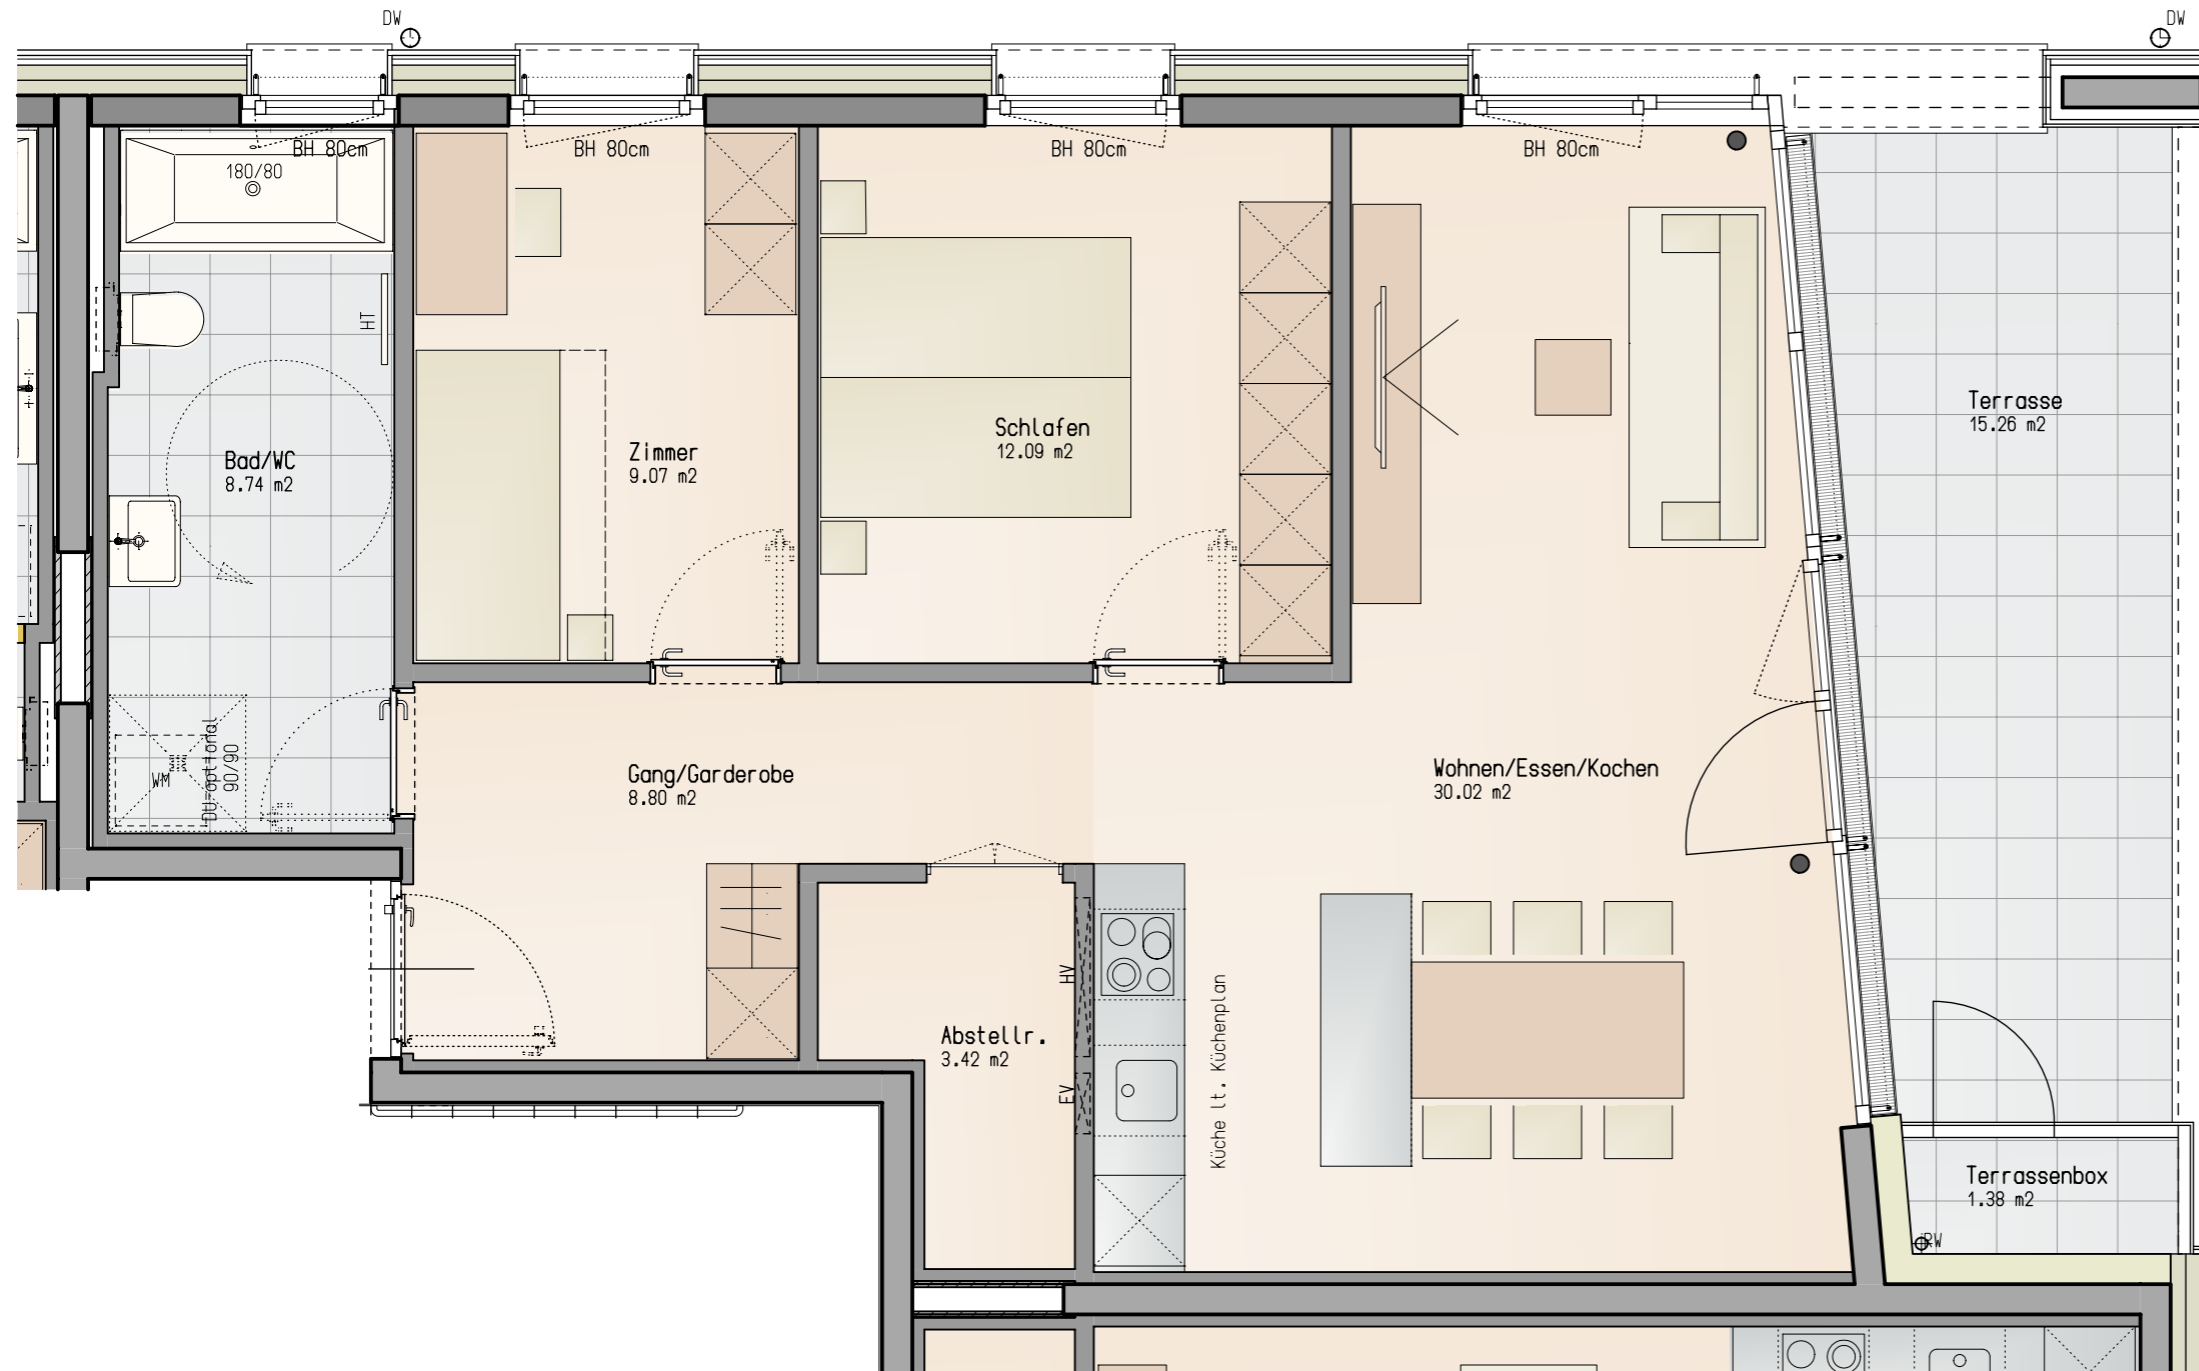 DW
DW
BH 80cm
BH 80cm
BH 80cm
BH 80cm
180/80
HT
Terrasse
15.26 m2
Schlafen
12.09 m2
Zimmer
9.07 m2
Bad/WC
8.74 m2
Gang/Garderobe
8.80 m2
Wohnen/Essen/Kochen
30.02 m2
WM
DU-optional
90/90
HV
EV
Abstellr.
3.42 m2
Küche lt. Küchenplan
Terrassenbox
1.38 m2
RW